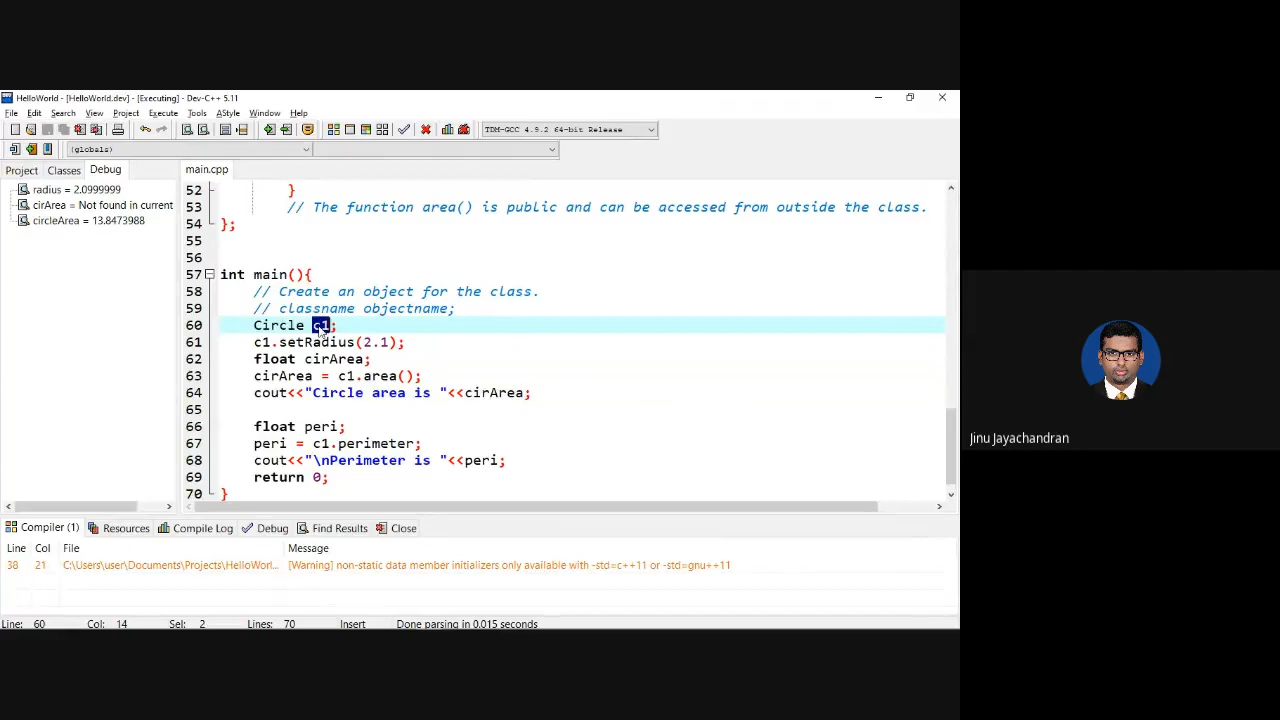 HelloWorld - [HelloWorld.dev] - [Executing] - Dev-C++ 5.11
File Edit Search View Project Execute Tools AStyle Window Help
TDM-GCC 4.9.2 64-bit Release
(globals)
Project Classes Debug main.cpp
radius = 2.0999999
cirArea = Not found in current
circleArea = 13.8473988
52 }
53 // The function area() is public and can be accessed from outside the class.
54 };
55
56
57 int main(){
58 // Create an object for the class.
59 // classname objectname;
60 Circle c1;
61 c1.setRadius(2.1);
62 float cirArea;
63 cirArea = c1.area();
64 cout<<"Circle area is "<<cirArea;
65
66 float peri;
67 peri = c1.perimeter;
68 cout<<"\nPerimeter is "<<peri;
69 return 0;
70 }
Compiler (1) Resources Compile Log Debug Find Results Close
Line Col File Message
38 21 C:\Users\user\Documents\Projects\HelloWorl... [Warning] non-static data member initializers only available with -std=c++11 or -std=gnu++11
Line: 60 Col: 14 Sel: 2 Lines: 70 Insert Done parsing in 0.015 seconds
Jinu Jayachandran